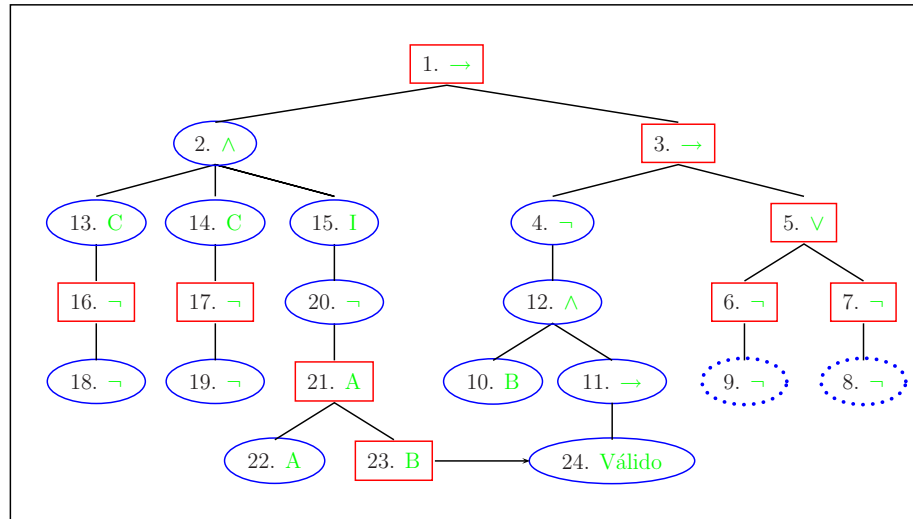 1. →
2. ∧
3. →
13. C
14. C
15. I
4. ¬
5. ∨
16. ¬
17. ¬
20. ¬
12. ∧
6. ¬
7. ¬
18. ¬
19. ¬
21. A
10. B
11. →
9. ¬
8. ¬
22. A
23. B
24. Válido